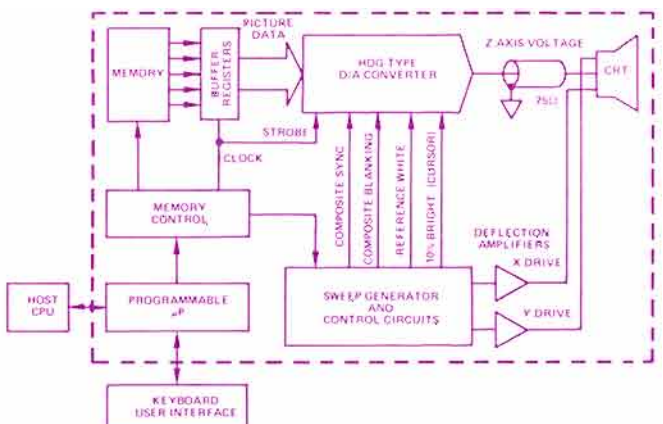 PICTURE
DATA
MEMORY
BUFFER
REGISTERS
HDG TYPE
D/A CONVERTER
Z AXIS VOLTAGE
CRT
75Ω
STROBE
CLOCK
COMPOSITE SYNC
COMPOSITE BLANKING
REFERENCE WHITE
10% BRIGHT (CURSOR)
MEMORY
CONTROL
DEFLECTION
AMPLIFIERS
X DRIVE
HOST
CPU
PROGRAMMABLE
μP
SWEEP GENERATOR
AND
CONTROL CIRCUITS
Y DRIVE
KEYBOARD
USER INTERFACE